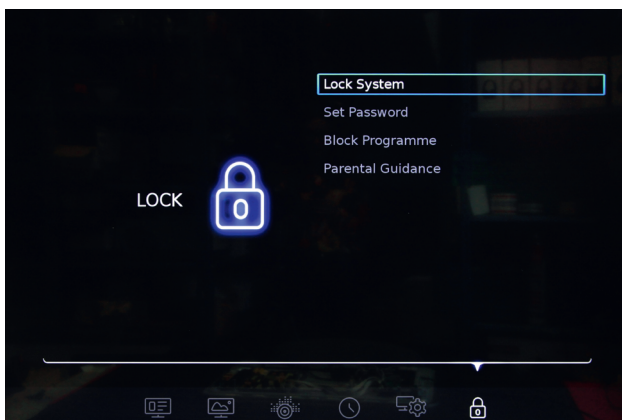 LOCK
Lock System
Set Password
Block Programme
Parental Guidance